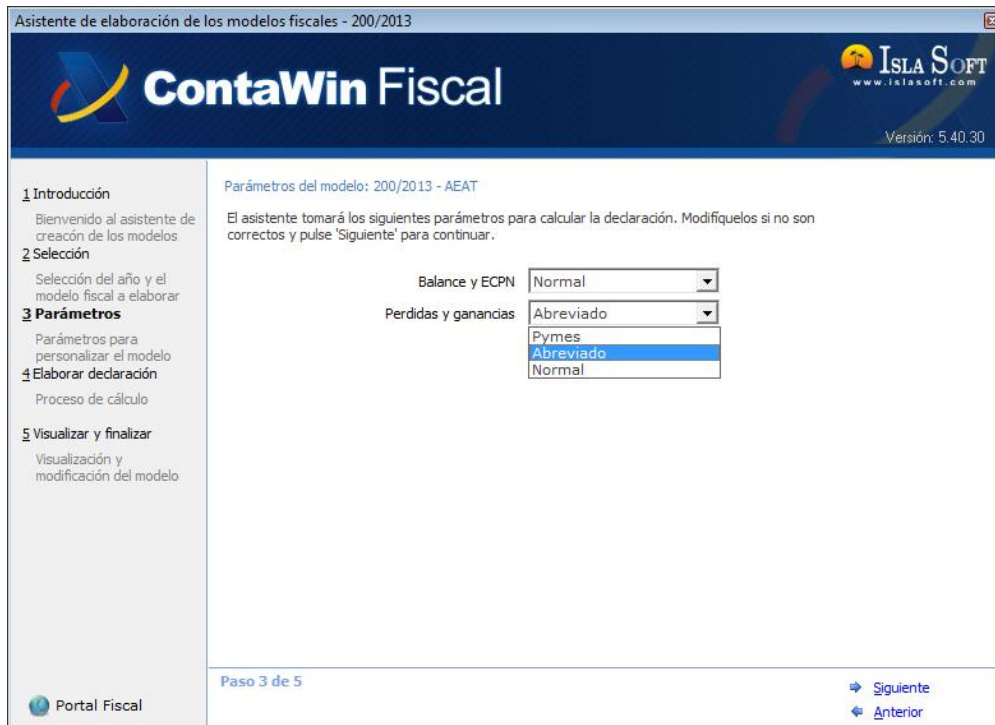 Asistente de elaboración de los modelos fiscales - 200/2013
ContaWin Fiscal
ISLA SOFT
www.islasoft.com
Versión: 5.40.30
1 Introducción
Bienvenido al asistente de
creacón de los modelos
2 Selección
Selección del año y el
modelo fiscal a elaborar
3 Parámetros
Parámetros para
personalizar el modelo
4 Elaborar declaración
Proceso de cálculo
5 Visualizar y finalizar
Visualización y
modificación del modelo
Portal Fiscal
Parámetros del modelo: 200/2013 - AEAT
El asistente tomará los siguientes parámetros para calcular la declaración. Modifíquelos si no son
correctos y pulse 'Siguiente' para continuar.
Balance y ECPN Normal
Perdidas y ganancias Abreviado
Pymes
Abreviado
Normal
Paso 3 de 5
Siguiente
Anterior